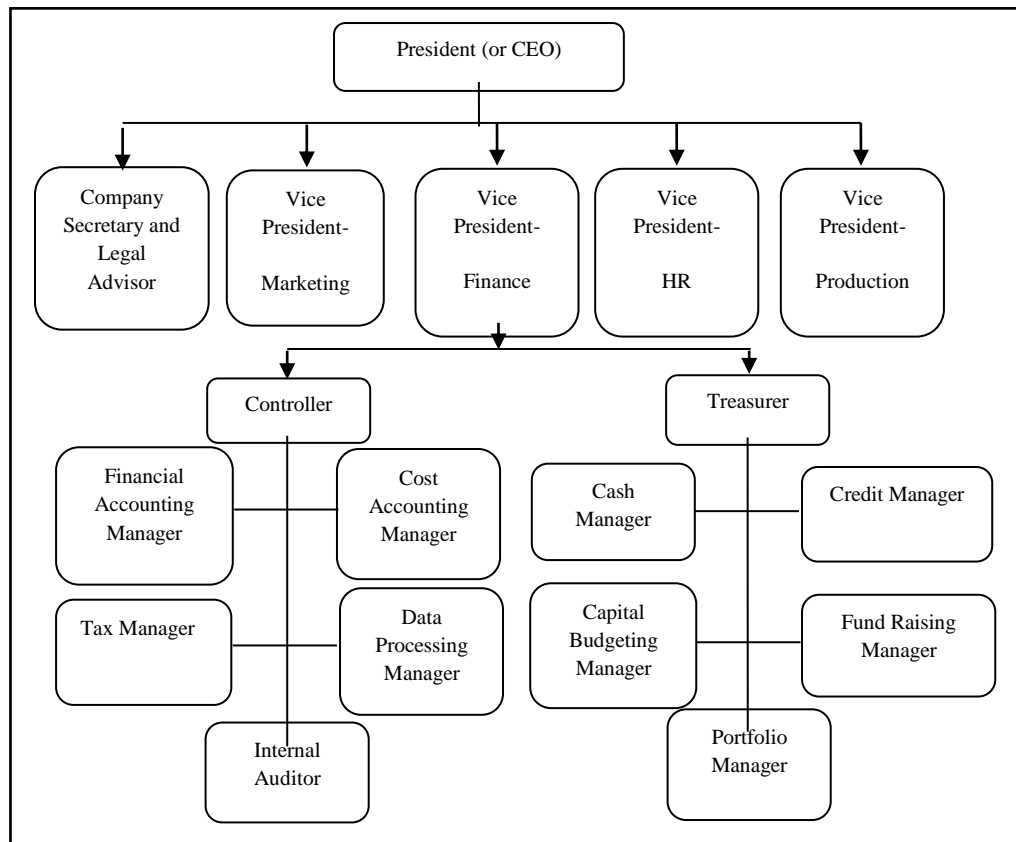 President (or CEO)
Company
Secretary and
Legal
Advisor
Vice
President-
Marketing
Vice
President-
Finance
Vice
President-
HR
Vice
President-
Production
Controller
Treasurer
Financial
Accounting
Manager
Cost
Accounting
Manager
Cash
Manager
Credit Manager
Tax Manager
Data
Processing
Manager
Capital
Budgeting
Manager
Fund Raising
Manager
Internal
Auditor
Portfolio
Manager